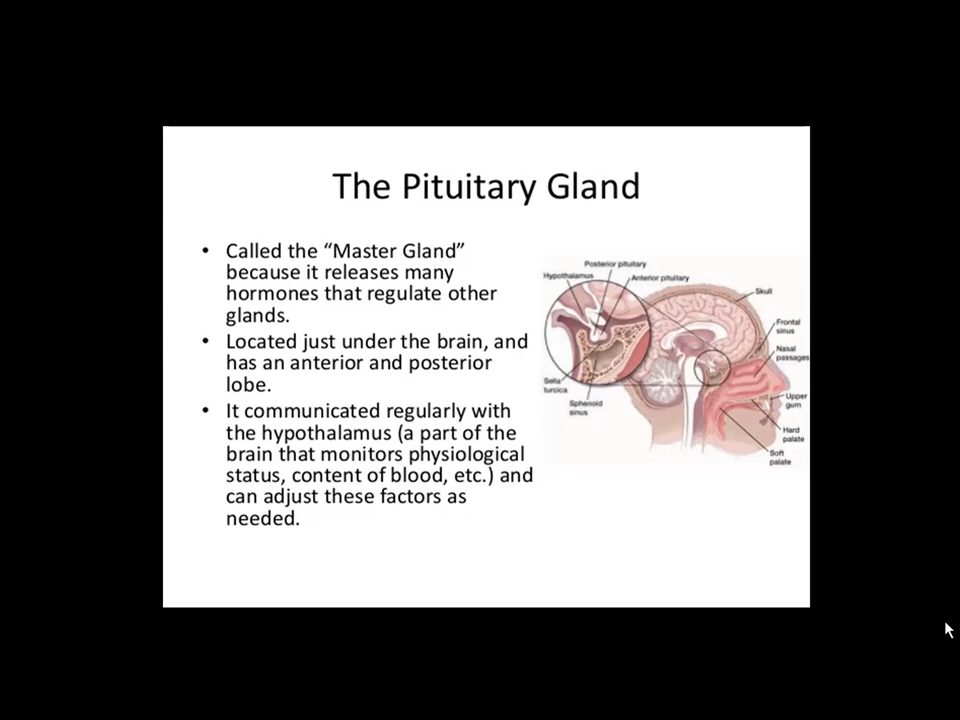 The Pituitary Gland
• Called the “Master Gland”
because it releases many
hormones that regulate other
glands.
• Located just under the brain, and
has an anterior and posterior
lobe.
• It communicated regularly with
the hypothalamus (a part of the
brain that monitors physiological
status, content of blood, etc.) and
can adjust these factors as
needed.
Posterior pituitary
Hypothalamus
Anterior pituitary
Skull
Frontal
sinus
Nasal
passages
Sella
turcica
Sphenoid
sinus
Upper
gum
Hard
palate
Soft
palate